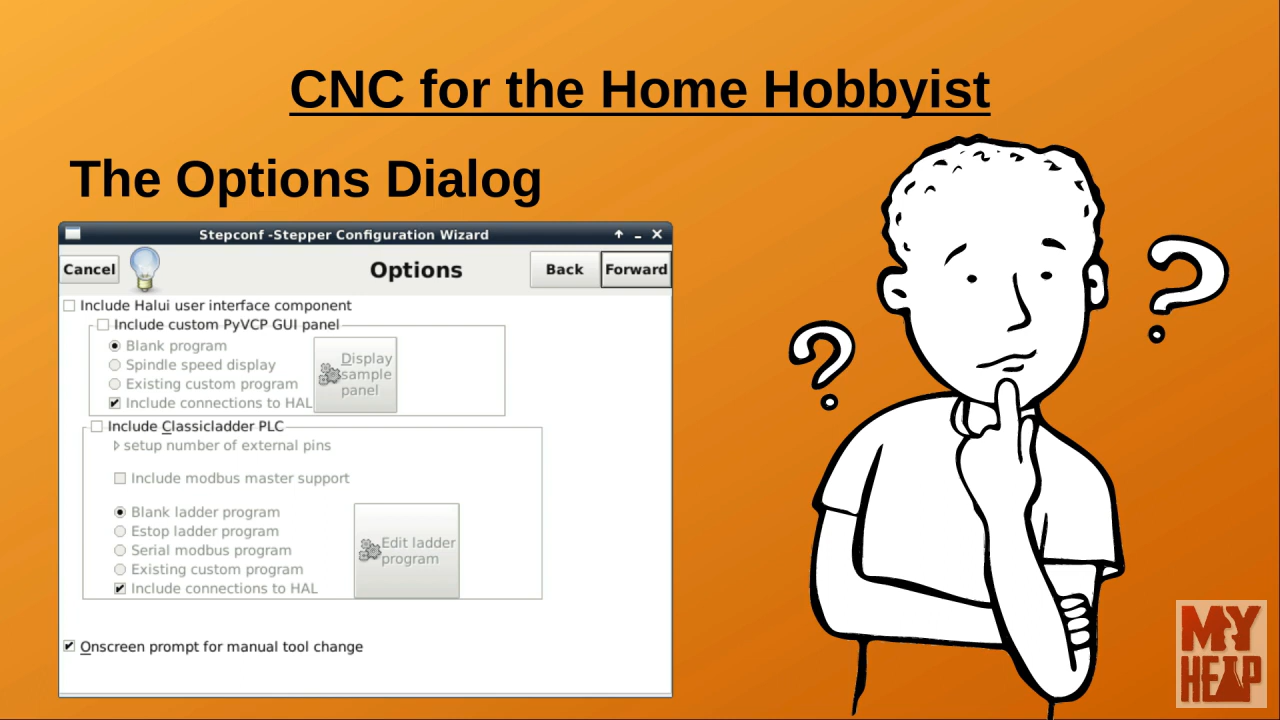 CNC for the Home Hobbyist
The Options Dialog
Stepconf -Stepper Configuration Wizard
Cancel
Options
Back
Forward
Include Halui user interface component
Include custom PyVCP GUI panel
Blank program
Spindle speed display
Existing custom program
Include connections to HAL
Display
sample
panel
Include Classicladder PLC
setup number of external pins
Include modbus master support
Blank ladder program
Estop ladder program
Serial modbus program
Existing custom program
Include connections to HAL
Edit ladder
program
Onscreen prompt for manual tool change
?
?
MY
HEAP